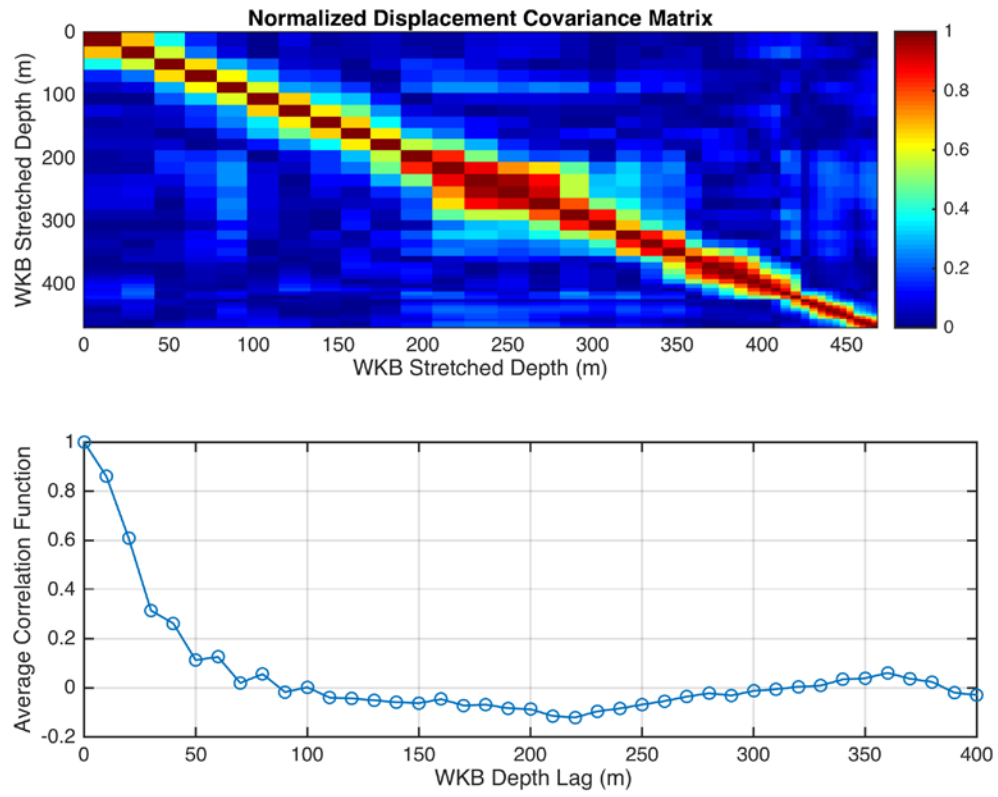 Normalized Displacement Covariance Matrix
WKB Stretched Depth (m)
0
100
200
300
400
0 50 100 150 200 250 300 350 400 450
WKB Stretched Depth (m)
1
0.8
0.6
0.4
0.2
0
Average Correlation Function
1
0.8
0.6
0.4
0.2
0
-0.2
0 50 100 150 200 250 300 350 400
WKB Depth Lag (m)